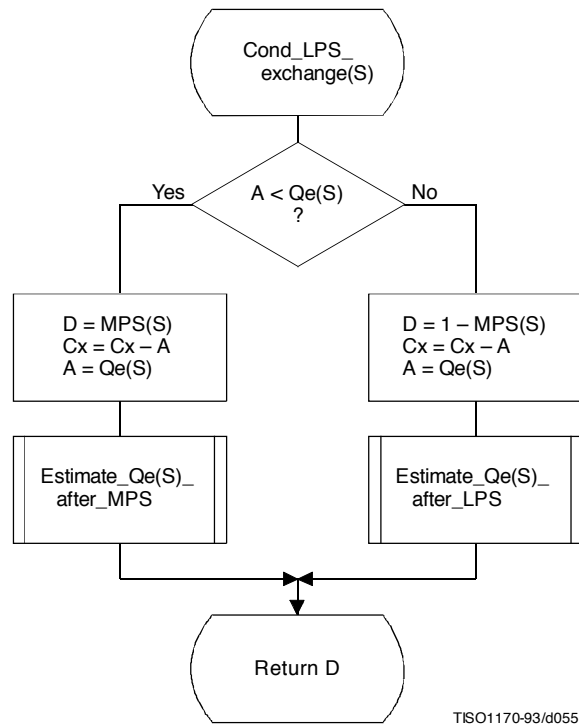 Cond_LPS_
exchange(S)
A < Qe(S)
?
Yes
No
D = MPS(S)
Cx = Cx – A
A = Qe(S)
D = 1 – MPS(S)
Cx = Cx – A
A = Qe(S)
Estimate_Qe(S)_
after_MPS
Estimate_Qe(S)_
after_LPS
Return D
TISO1170-93/d055